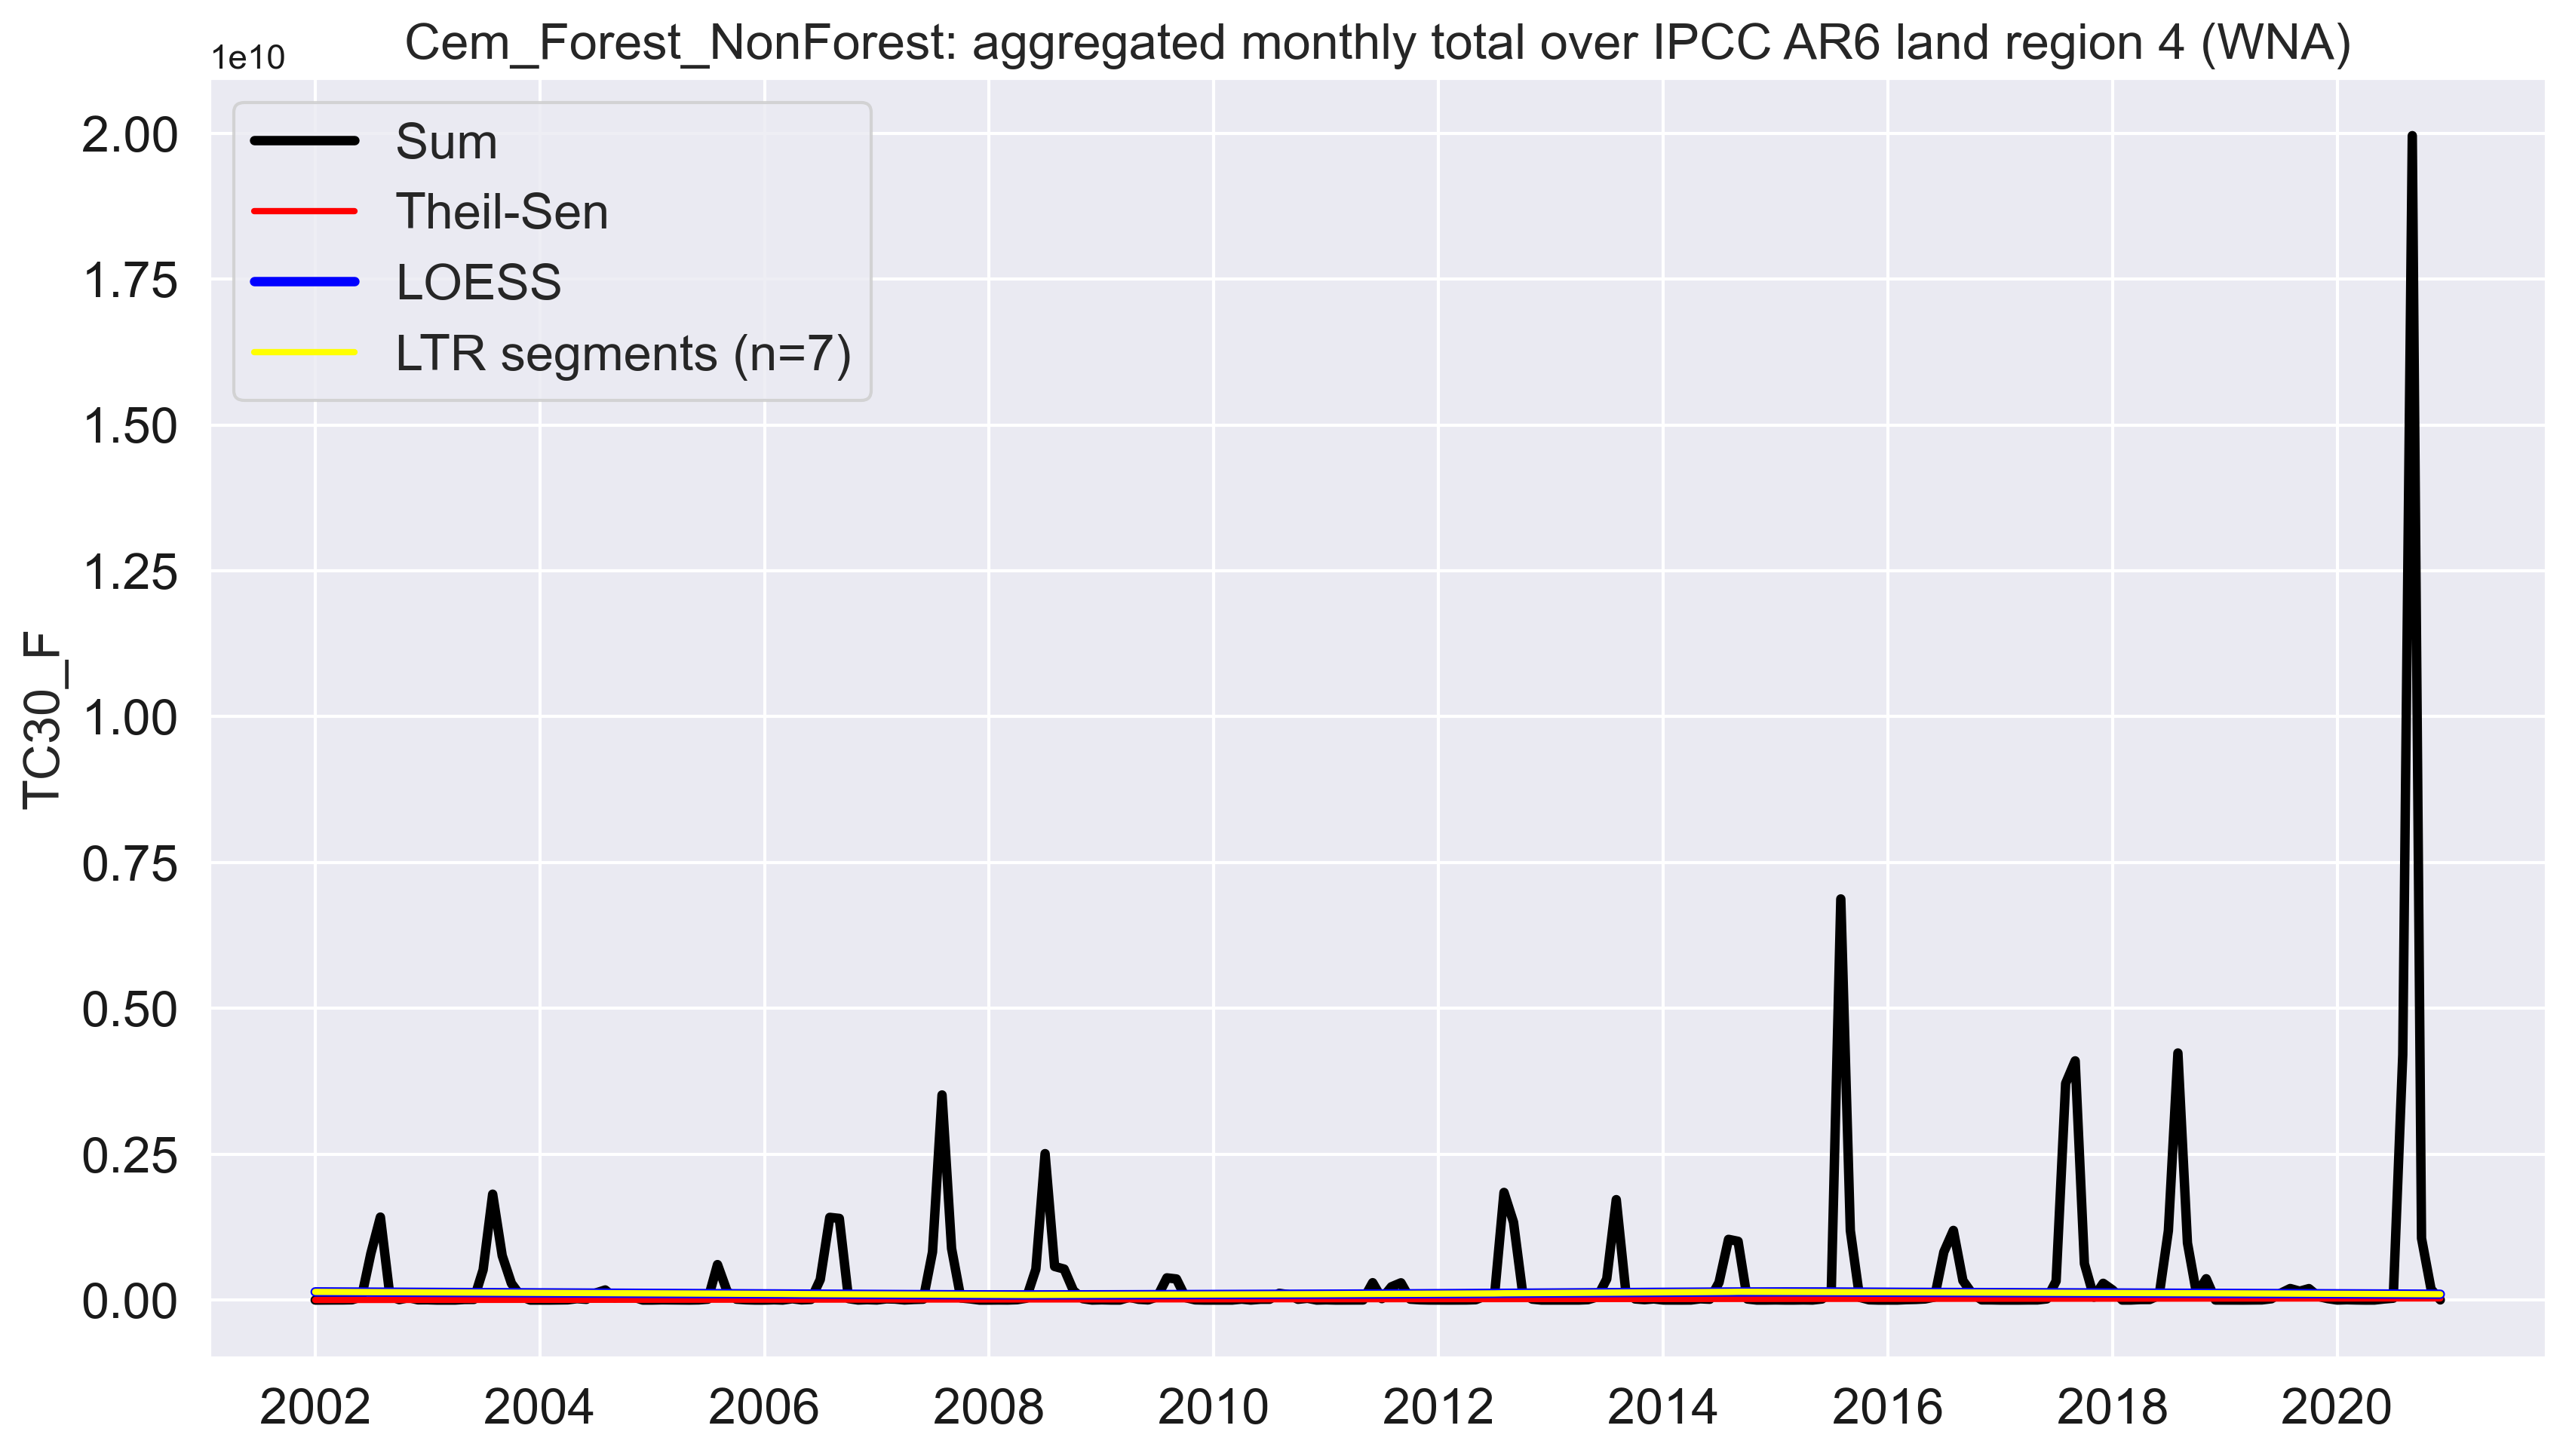 Cem_Forest_NonForest: aggregated monthly total over IPCC AR6 land region 4 (WNA)
1e10
Sum
Theil-Sen
LOESS
LTR segments (n=7)
2.00
1.75
1.50
1.25
1.00
0.75
0.50
0.25
0.00
TC30_F
2002 2004 2006 2008 2010 2012 2014 2016 2018 2020